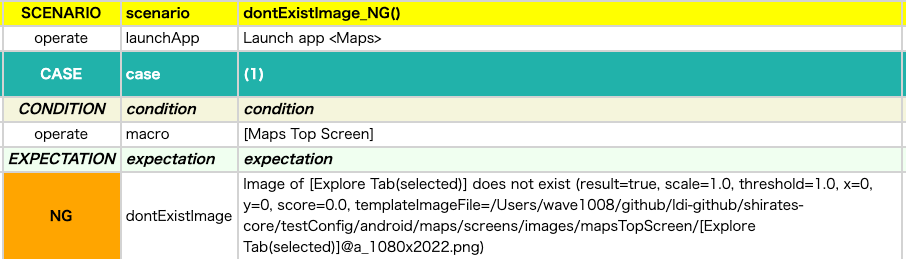 SCENARIO scenario dontExistImage_NG()
operate launchApp Launch app <Maps>
CASE case (1)
CONDITION condition condition
operate macro [Maps Top Screen]
EXPECTATION expectation expectation
NG dontExistImage Image of [Explore Tab(selected)] does not exist (result=true, scale=1.0, threshold=1.0, x=0,
y=0, score=0.0, templateImageFile=/Users/wave1008/github/ldi-github/shirates-
core/testConfig/android/maps/screens/images/mapsTopScreen/[Explore
Tab(selected)]@a_1080x2022.png)